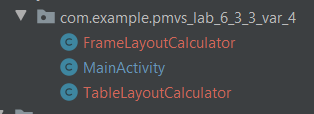 com.example.pmvs_lab_6_3_3_var_4
C FrameLayoutCalculator
C MainActivity
C TableLayoutCalculator